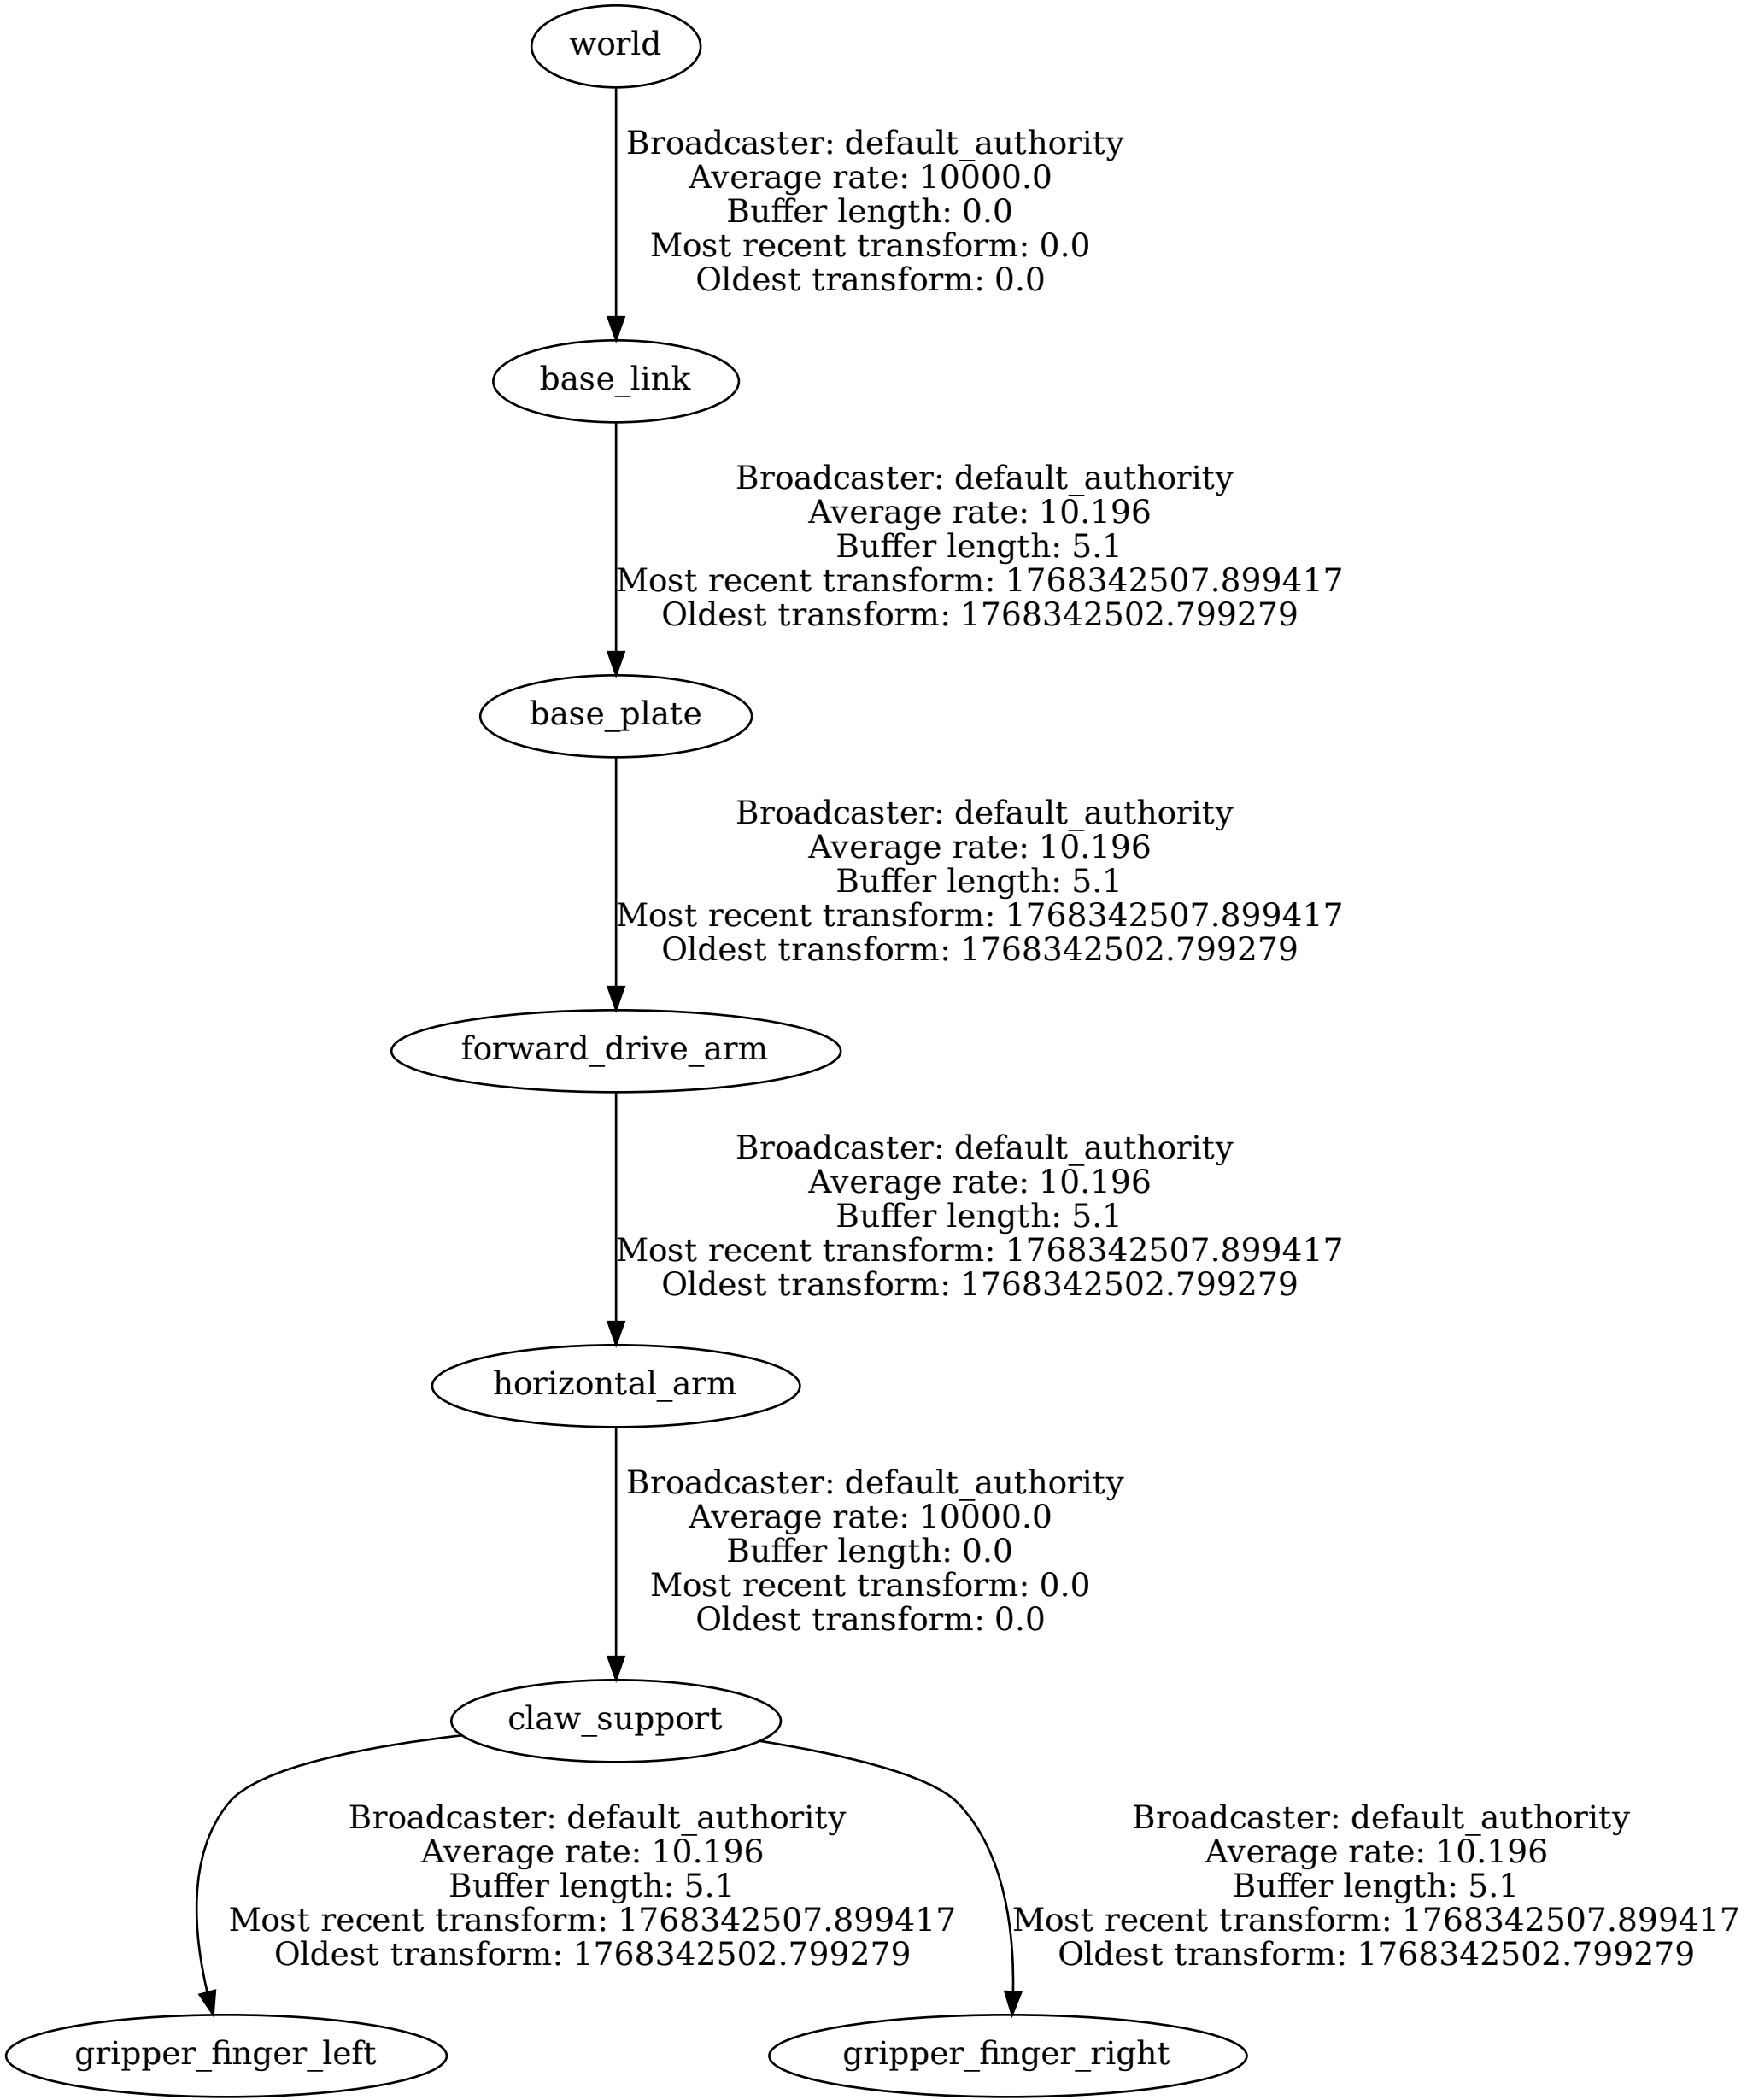 world
Broadcaster: default_authority
Average rate: 10000.0
Buffer length: 0.0
Most recent transform: 0.0
Oldest transform: 0.0
base_link
Broadcaster: default_authority
Average rate: 10.196
Buffer length: 5.1
Most recent transform: 1768342507.899417
Oldest transform: 1768342502.799279
base_plate
Broadcaster: default_authority
Average rate: 10.196
Buffer length: 5.1
Most recent transform: 1768342507.899417
Oldest transform: 1768342502.799279
forward_drive_arm
Broadcaster: default_authority
Average rate: 10.196
Buffer length: 5.1
Most recent transform: 1768342507.899417
Oldest transform: 1768342502.799279
horizontal_arm
Broadcaster: default_authority
Average rate: 10000.0
Buffer length: 0.0
Most recent transform: 0.0
Oldest transform: 0.0
claw_support
Broadcaster: default_authority
Average rate: 10.196
Buffer length: 5.1
Most recent transform: 1768342507.899417
Oldest transform: 1768342502.799279
Broadcaster: default_authority
Average rate: 10.196
Buffer length: 5.1
Most recent transform: 1768342507.899417
Oldest transform: 1768342502.799279
gripper_finger_left
gripper_finger_right